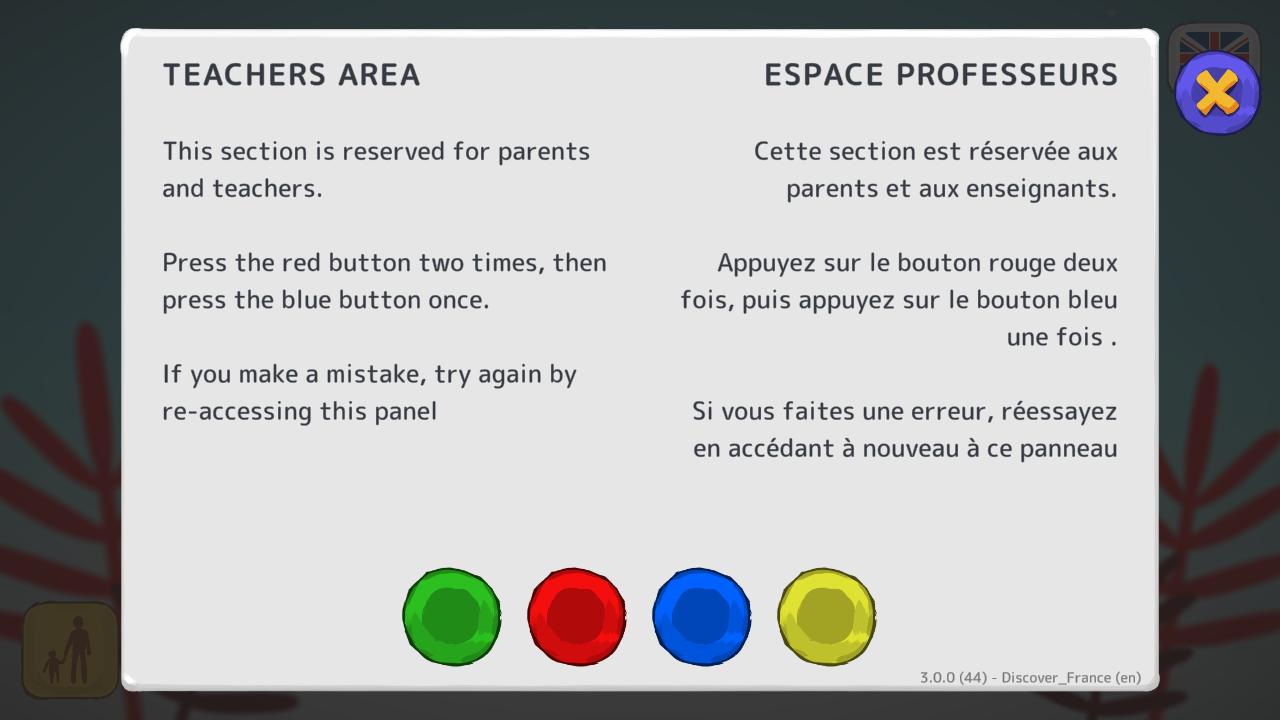 TEACHERS AREA
This section is reserved for parents
and teachers.
Press the red button two times, then
press the blue button once.
If you make a mistake, try again by
re-accessing this panel
ESPACE PROFESSEURS
Cette section est réservée aux
parents et aux enseignants.
Appuyez sur le bouton rouge deux
fois, puis appuyez sur le bouton bleu
une fois .
Si vous faites une erreur, réessayez
en accédant à nouveau à ce panneau
3.0.0 (44) - Discover_France (en)